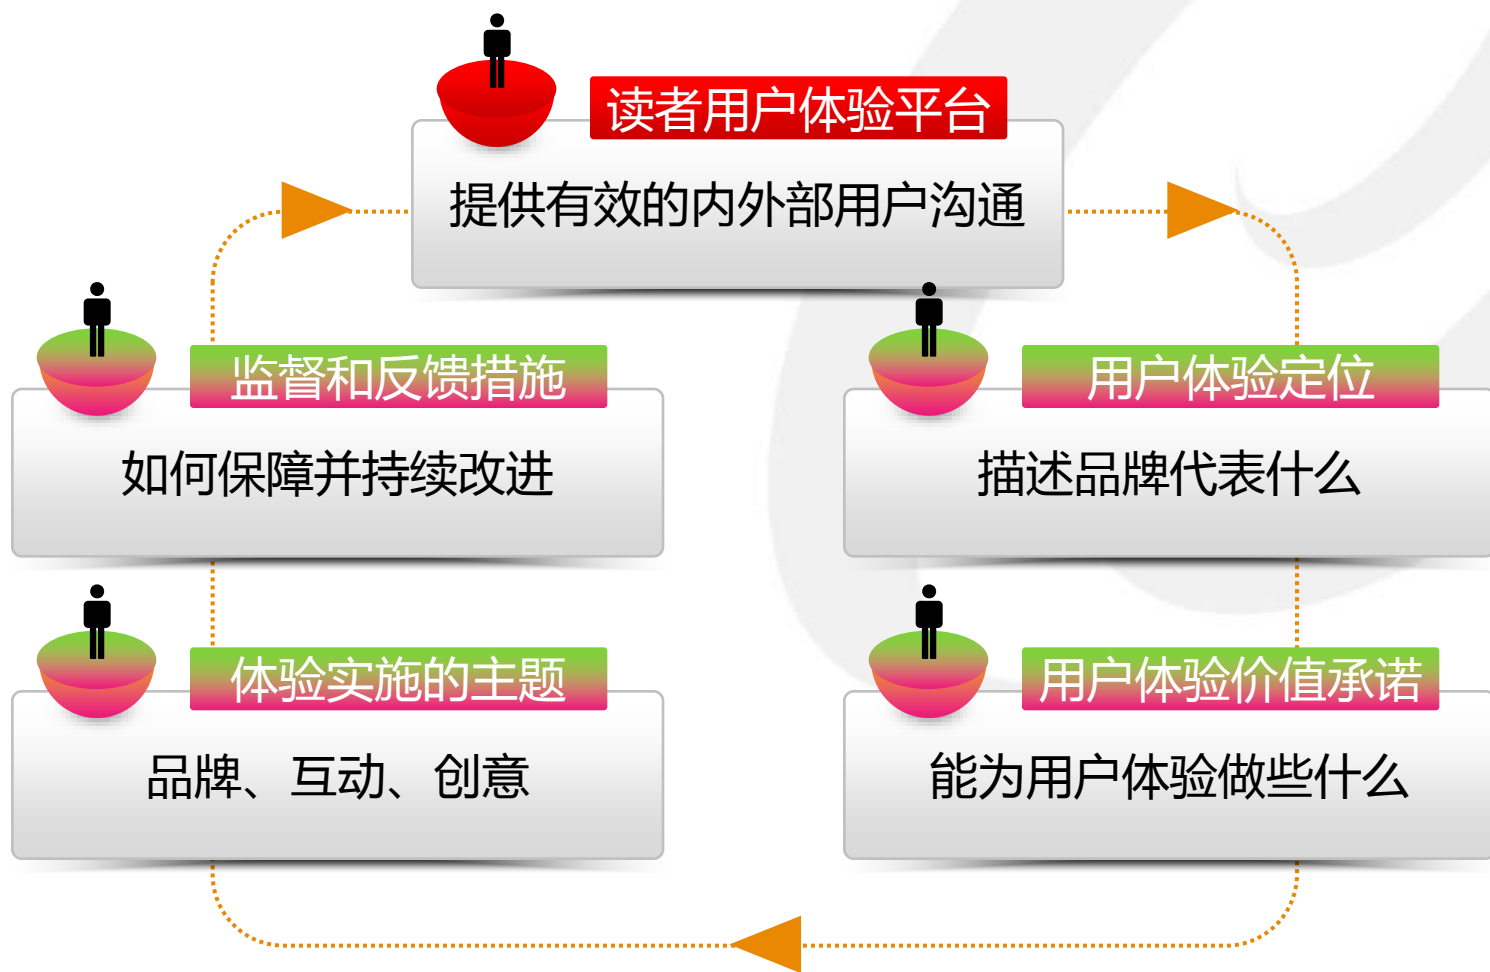 读者用户体验平台
提供有效的内外部用户沟通
监督和反馈措施
如何保障并持续改进
用户体验定位
描述品牌代表什么
体验实施的主题
品牌、互动、创意
用户体验价值承诺
能为用户体验做些什么